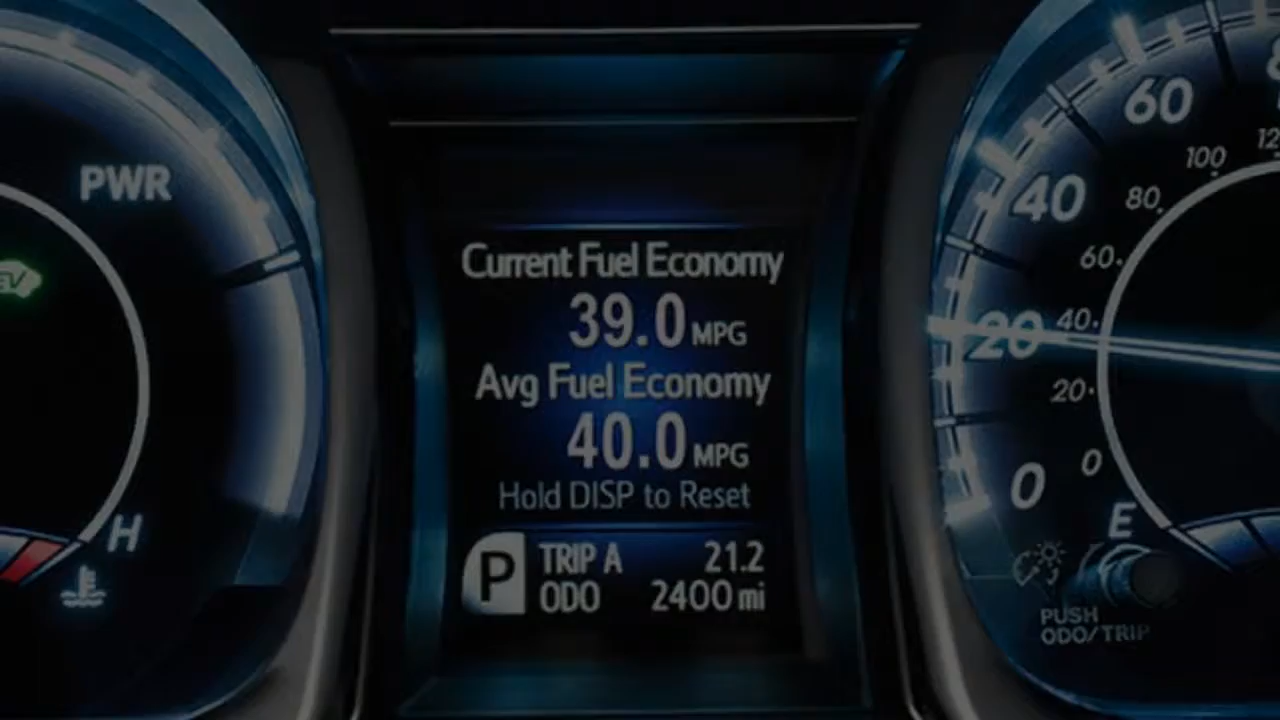 PWR
EV
H
Current Fuel Economy
39.0 MPG
Avg Fuel Economy
40.0 MPG
Hold DISP to Reset
P
TRIP A 21.2
ODO 2400 mi
60
40
20
0
100
80
60
40
20
0
E
PUSH
ODO/TRIP